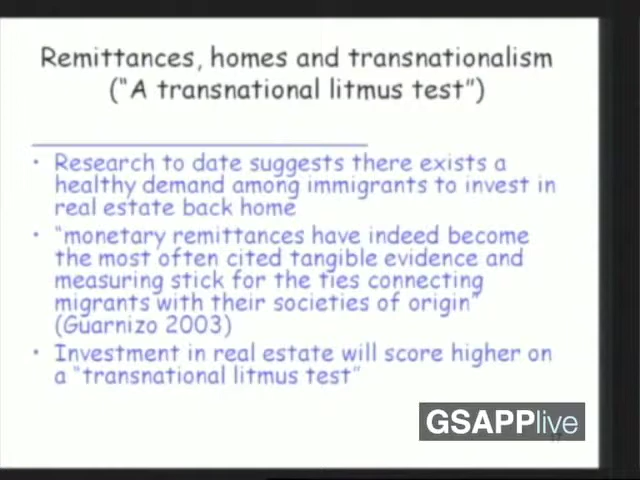 Remittances, homes and transnationalism
("A transnational litmus test")
• Research to date suggests there exists a
healthy demand among immigrants to invest in
real estate back home
• "monetary remittances have indeed become
the most often cited tangible evidence and
measuring stick for the ties connecting
migrants with their societies of origin"
(Guarnizo 2003)
• Investment in real estate will score higher on
a "transnational litmus test"
GSAPPlive